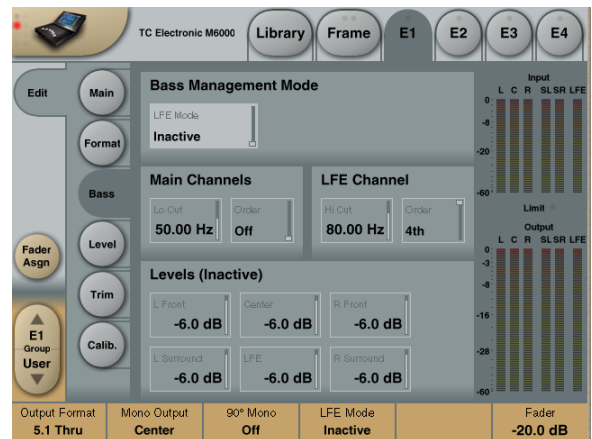 TC Electronic M6000
Library
Frame
E1
E2
E3
E4
Edit
Main
Format
Bass
Level
Trim
Calib.
Fader
Asgn
E1
Group
User
Bass Management Mode
LFE Mode
Inactive
Main Channels
Lo Cut
50.00 Hz
Order
Off
LFE Channel
Hi Cut
80.00 Hz
Order
4th
Levels (Inactive)
L Front
-6.0 dB
Center
-6.0 dB
R Front
-6.0 dB
L Surround
-6.0 dB
LFE
-6.0 dB
R Surround
-6.0 dB
Input
L C R SL SR LFE
0
-8
-20
-60
Limit
Output
L C R SL SR LFE
0
-3
-8
-16
-28
-60
Output Format
5.1 Thru
Mono Output
Center
90° Mono
Off
LFE Mode
Inactive
Fader
-20.0 dB